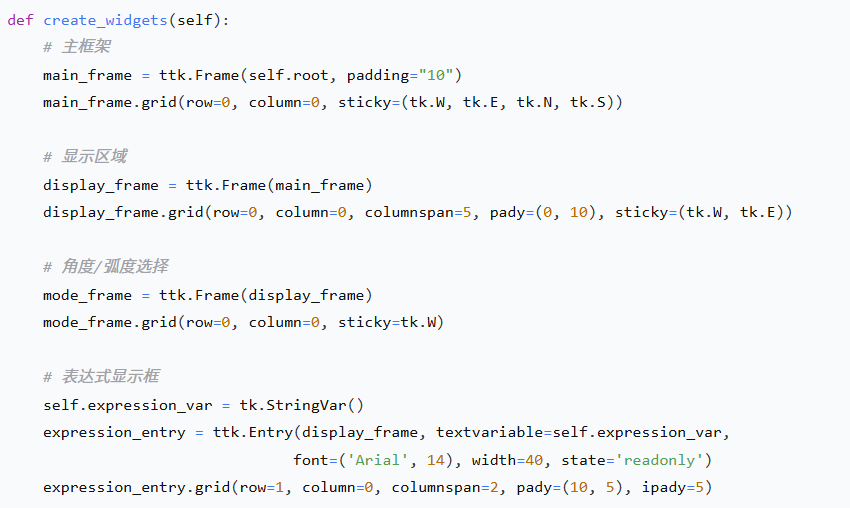 def create_widgets(self):
# 主框架
main_frame = ttk.Frame(self.root, padding="10")
main_frame.grid(row=0, column=0, sticky=(tk.W, tk.E, tk.N, tk.S))
# 显示区域
display_frame = ttk.Frame(main_frame)
display_frame.grid(row=0, column=0, columnspan=5, pady=(0, 10), sticky=(tk.W, tk.E))
# 角度/弧度选择
mode_frame = ttk.Frame(display_frame)
mode_frame.grid(row=0, column=0, sticky=tk.W)
# 表达式显示框
self.expression_var = tk.StringVar()
expression_entry = ttk.Entry(display_frame, textvariable=self.expression_var,
font=('Arial', 14), width=40, state='readonly')
expression_entry.grid(row=1, column=0, columnspan=2, pady=(10, 5), ipady=5)